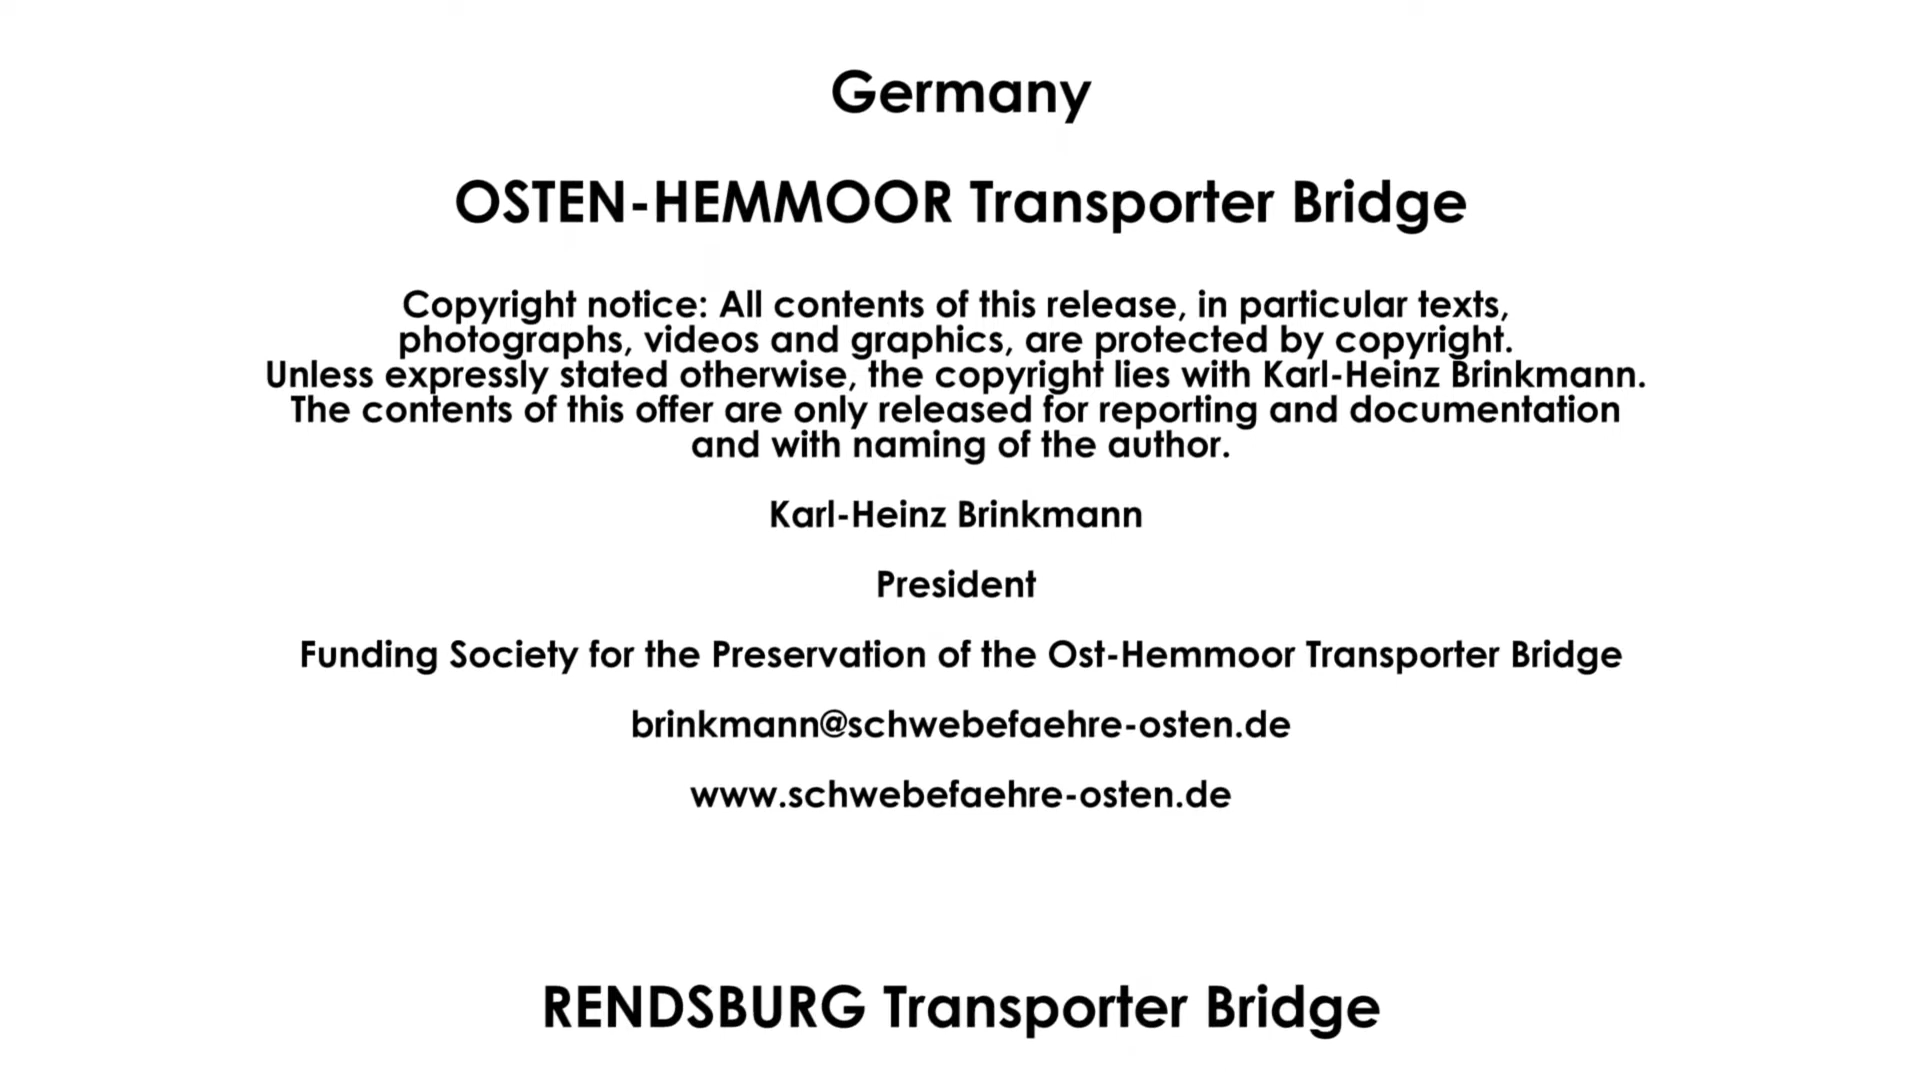 Germany
OSTEN-HEMMOOR Transporter Bridge
Copyright notice: All contents of this release, in particular texts,
photographs, videos and graphics, are protected by copyright.
Unless expressly stated otherwise, the copyright lies with Karl-Heinz Brinkmann.
The contents of this offer are only released for reporting and documentation
and with naming of the author.
Karl-Heinz Brinkmann
President
Funding Society for the Preservation of the Ost-Hemmoor Transporter Bridge
brinkmann@schwebefaehre-osten.de
www.schwebefaehre-osten.de
RENDSBURG Transporter Bridge